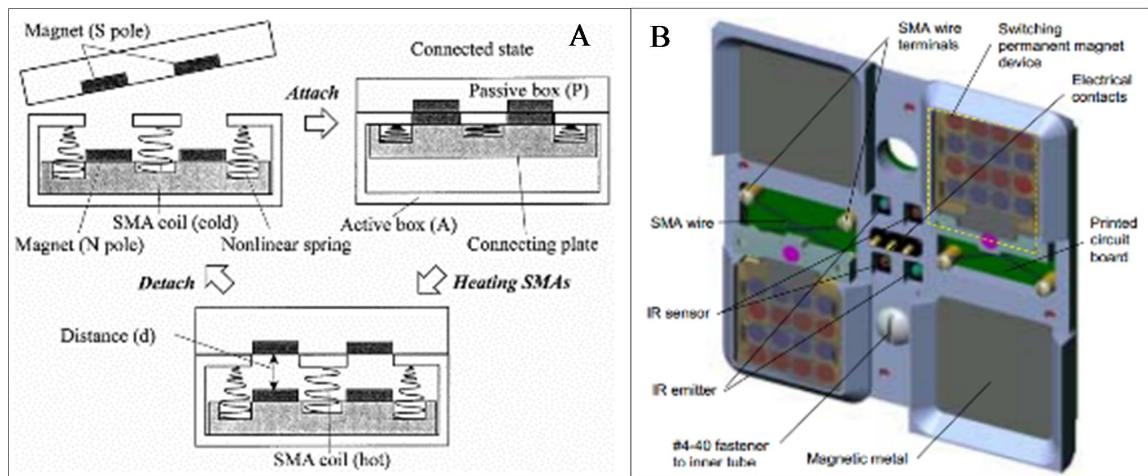 A
Magnet (S pole)
Connected state
Attach
Passive box (P)
SMA coil (cold)
Active box (A)
Magnet (N pole)
Nonlinear spring
Connecting plate
Detach
Heating SMAs
Distance (d)
SMA coil (hot)
B
SMA wire
terminals
Switching
permanent magnet
device
Electrical
contacts
SMA wire
Printed
circuit
board
IR sensor
IR emitter
#4-40 fastener
to inner tube
Magnetic metal